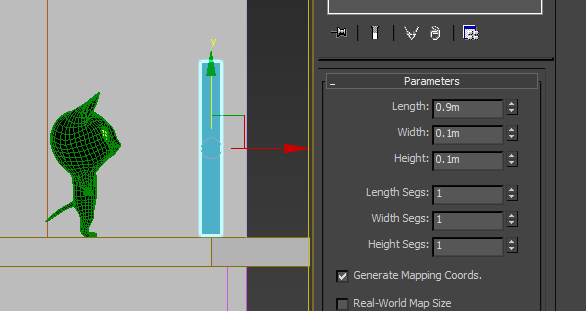 y
Parameters
Length: 0.9m
Width: 0.1m
Height: 0.1m
Length Segs: 1
Width Segs: 1
Height Segs: 1
Generate Mapping Coords.
Real-World Map Size